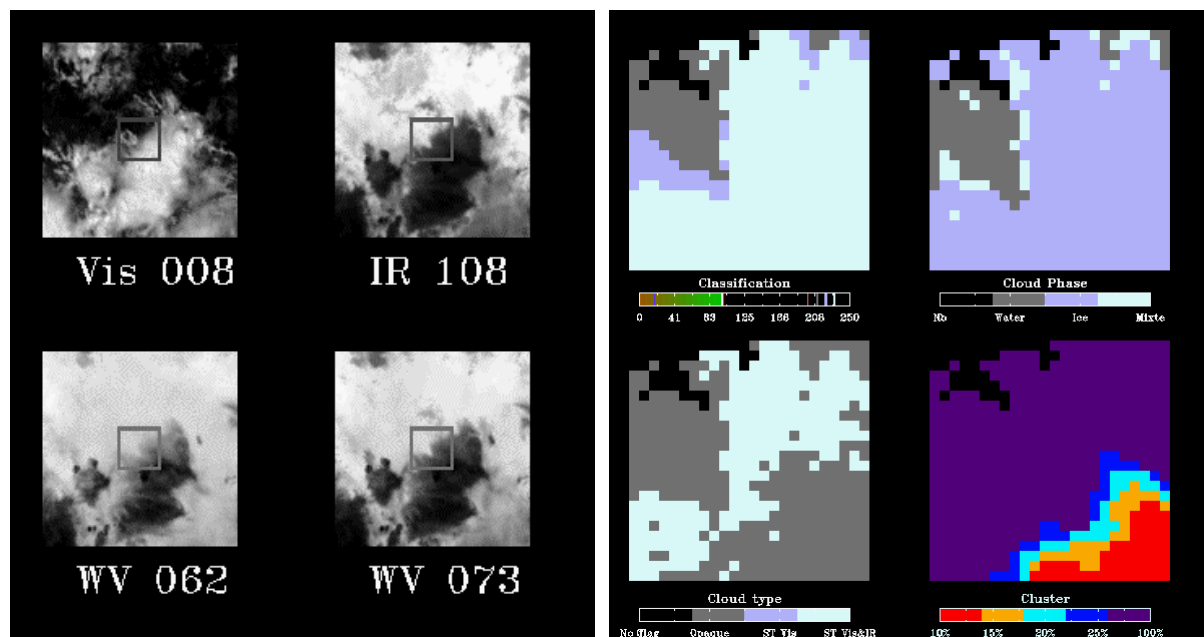 Vis 008
IR 108
WV 062
WV 073
Classification
0 41 83 125 166 208 250
Cloud Phase
No Water Ice Mixte
Cloud type
No Flag Opaque ST Vis ST Vis&IR
Cluster
10% 15% 20% 25% 100%